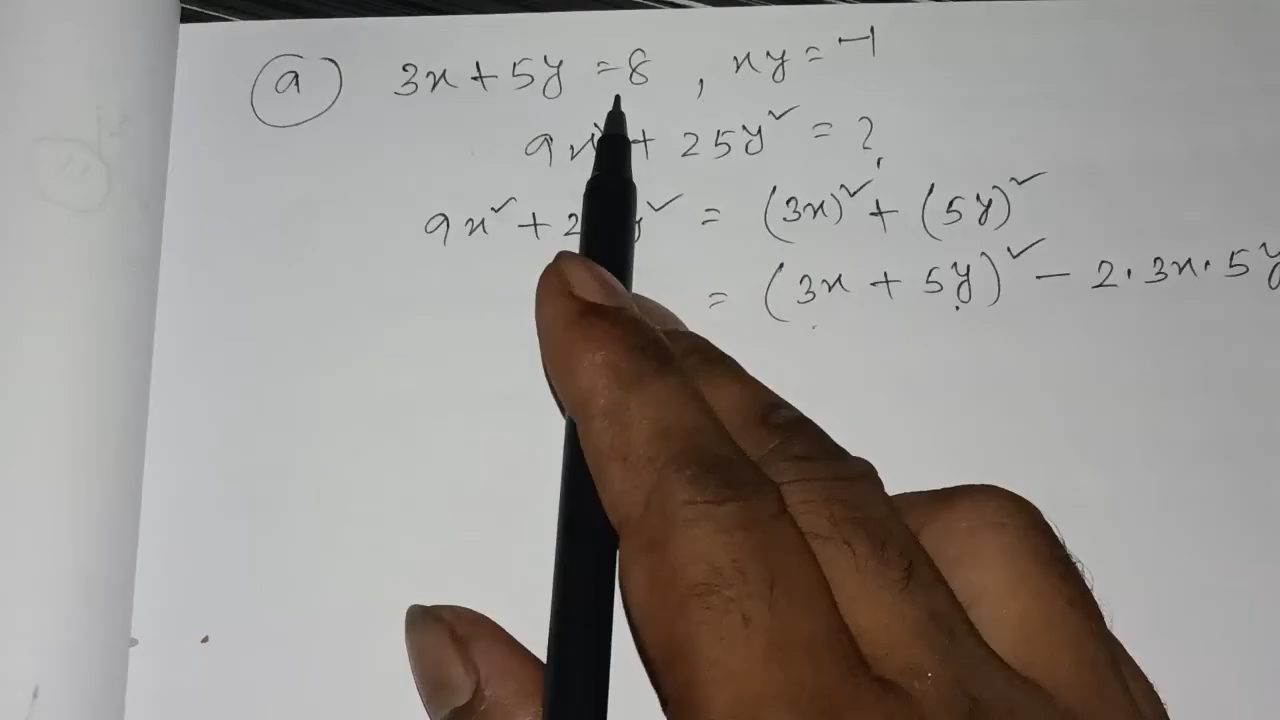 (a) 3x + 5y = 8 , xy = -1
9x² + 25y² = ?
9x² + 2 y² = (3x)² + (5y)²
= (3x + 5y)² - 2.3x.5y